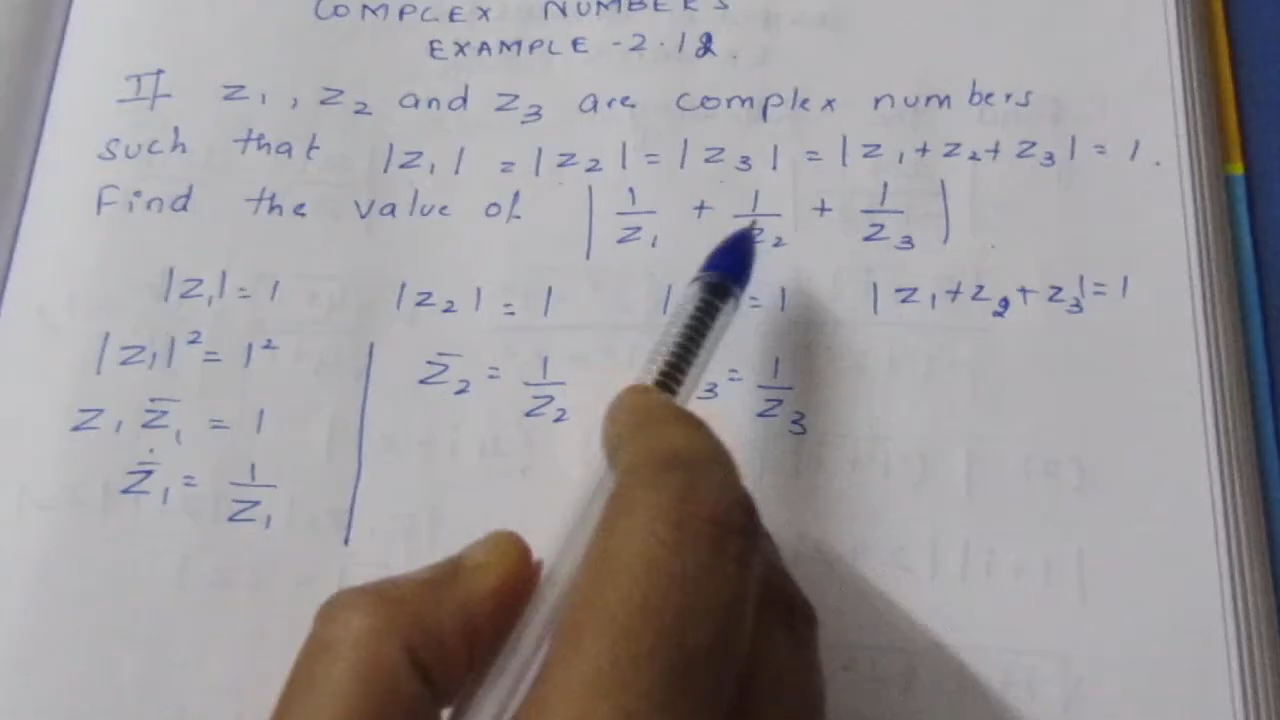 COMPLEX NUMBERS
EXAMPLE -2.12.
If z₁, z₂ and z₃ are complex numbers
such that |z₁| = |z₂| = |z₃| = |z₁+z₂+z₃| = 1.
Find the value of | 1/z₁ + 1/z₂ + 1/z₃ |
|z₁| = 1 |z₂| = 1 | = 1 |z₁+z₂+z₃| = 1
|z₁|² = 1²
z̄₂ = 1/z₂ ₃ = 1/z₃
z₁ z̄₁ = 1
z̄₁ = 1/z₁